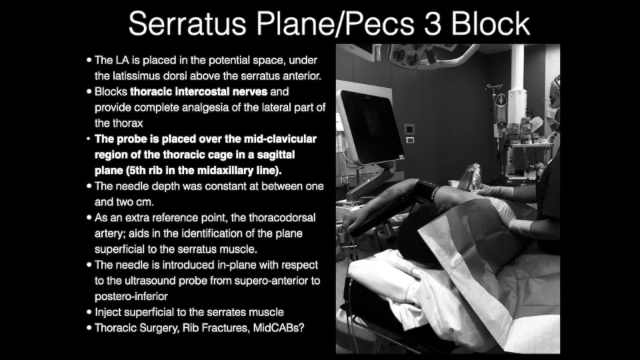 Serratus Plane/Pecs 3 Block
• The LA is placed in the potential space, under
the latissimus dorsi above the serratus anterior.
• Blocks thoracic intercostal nerves and
provide complete analgesia of the lateral part of
the thorax
• The probe is placed over the mid-clavicular
region of the thoracic cage in a sagittal
plane (5th rib in the midaxillary line).
• The needle depth was constant at between one
and two cm.
• As an extra reference point, the thoracodorsal
artery; aids in the identification of the plane
superficial to the serratus muscle.
• The needle is introduced in-plane with respect
to the ultrasound probe from supero-anterior to
postero-inferior
• Inject superficial to the serrates muscle
• Thoracic Surgery, Rib Fractures, MidCABs?